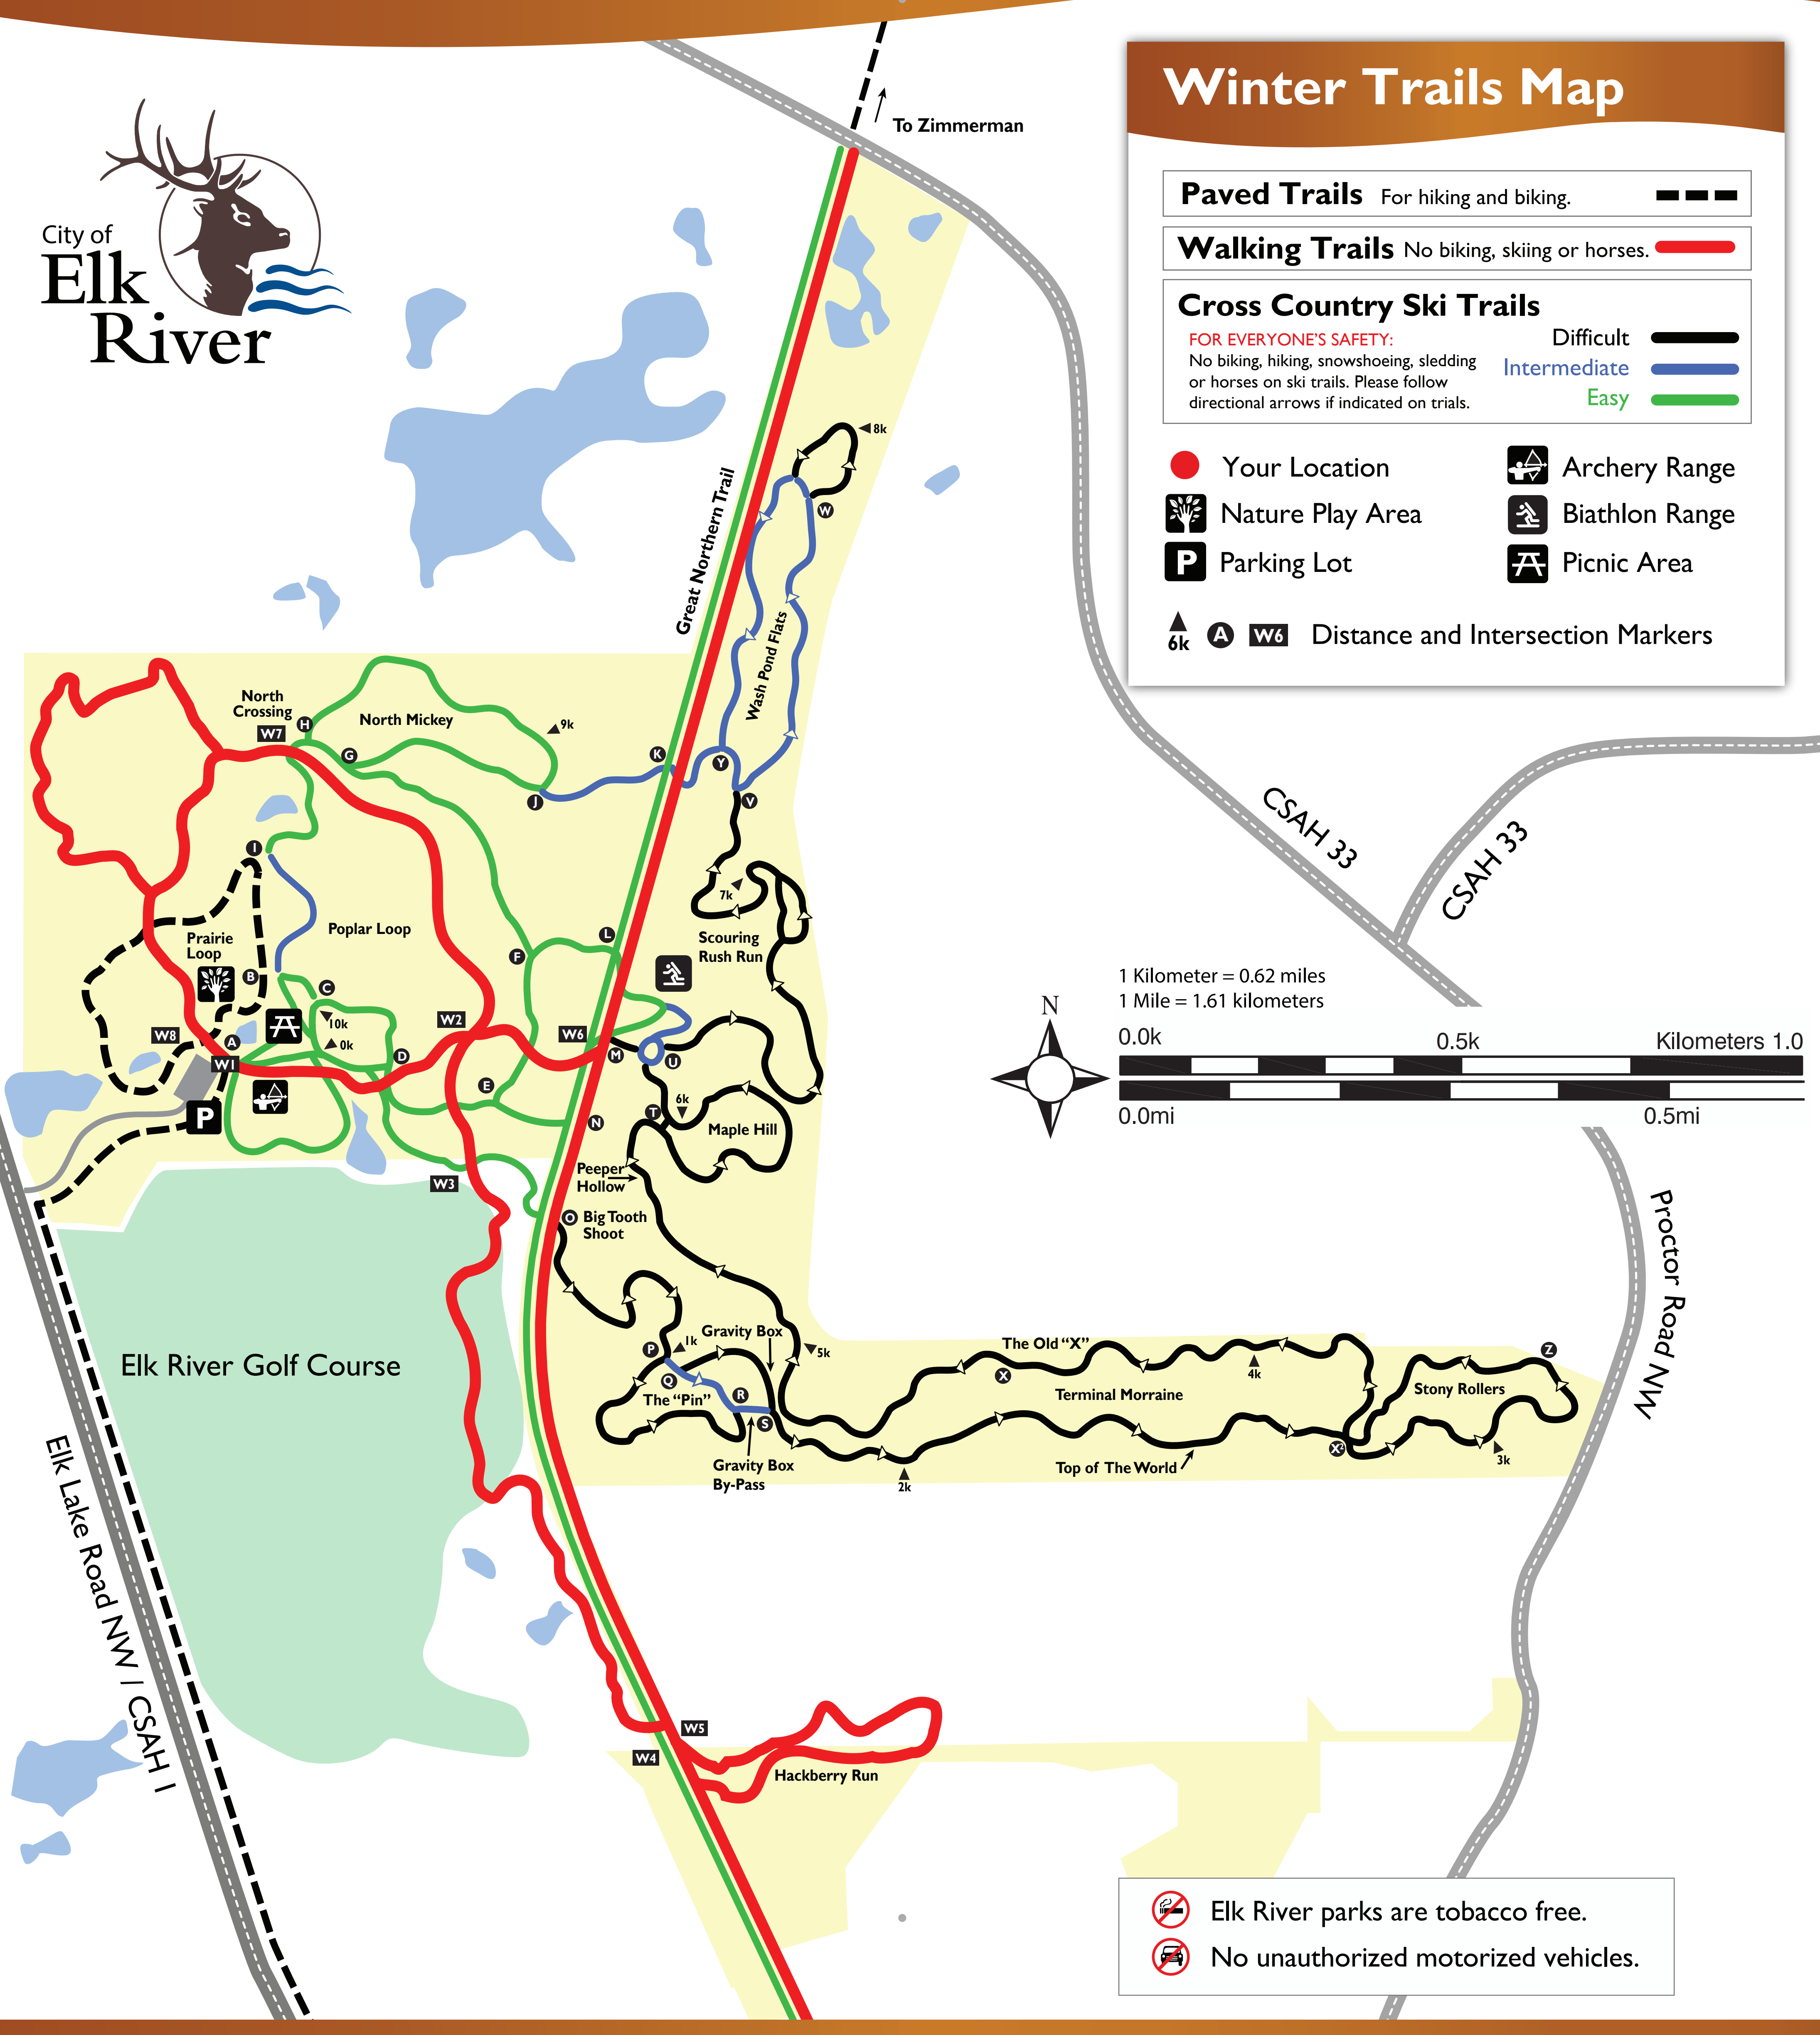 To Zimmerman
Winter Trails Map
Paved Trails For hiking and biking.
Walking Trails No biking, skiing or horses.
Cross Country Ski Trails
FOR EVERYONE'S SAFETY:
No biking, hiking, snowshoeing, sledding
or horses on ski trails. Please follow
directional arrows if indicated on trials.
Difficult
Intermediate
Easy
Your Location
Archery Range
Nature Play Area
Biathlon Range
P Parking Lot
Picnic Area
6k A W6 Distance and Intersection Markers
City of
Elk
River
8k
W
Great Northern Trail
Wash Pond Flats
North
Crossing
W7
H
North Mickey
9k
G
K
Y
J
V
CSAH 33
CSAH 33
I
7k
Prairie
Loop
Poplar Loop
Scouring
Rush Run
L
F
B
C
10k
0k
W8
A
W1
D
W2
W6
M
U
E
1 Kilometer = 0.62 miles
1 Mile = 1.61 kilometers
N
0.0k
0.5k
Kilometers 1.0
0.0mi
0.5mi
P
6k
T
N
Maple Hill
Peeper
Hollow
W3
O
Big Tooth
Shoot
Proctor Road NW
Elk River Golf Course
P
1k
Gravity Box
5k
The Old "X"
X
4k
Z
Q
The "Pin"
R
S
Terminal Morraine
Stony Rollers
Gravity Box
By-Pass
2k
Top of The World
X2
3k
Elk Lake Road NW / CSAH 1
W5
W4
Hackberry Run
Elk River parks are tobacco free.
No unauthorized motorized vehicles.